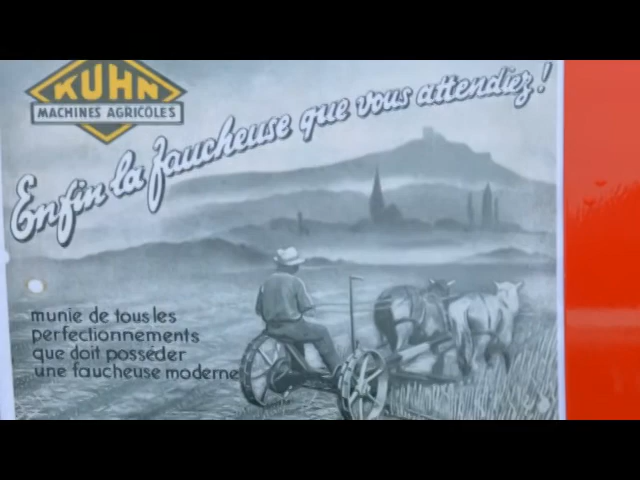 KUHN
MACHINES AGRICOLES
Enfin la faucheuse que vous attendiez !
munie de tous les
perfectionnements
que doit posséder
une faucheuse moderne